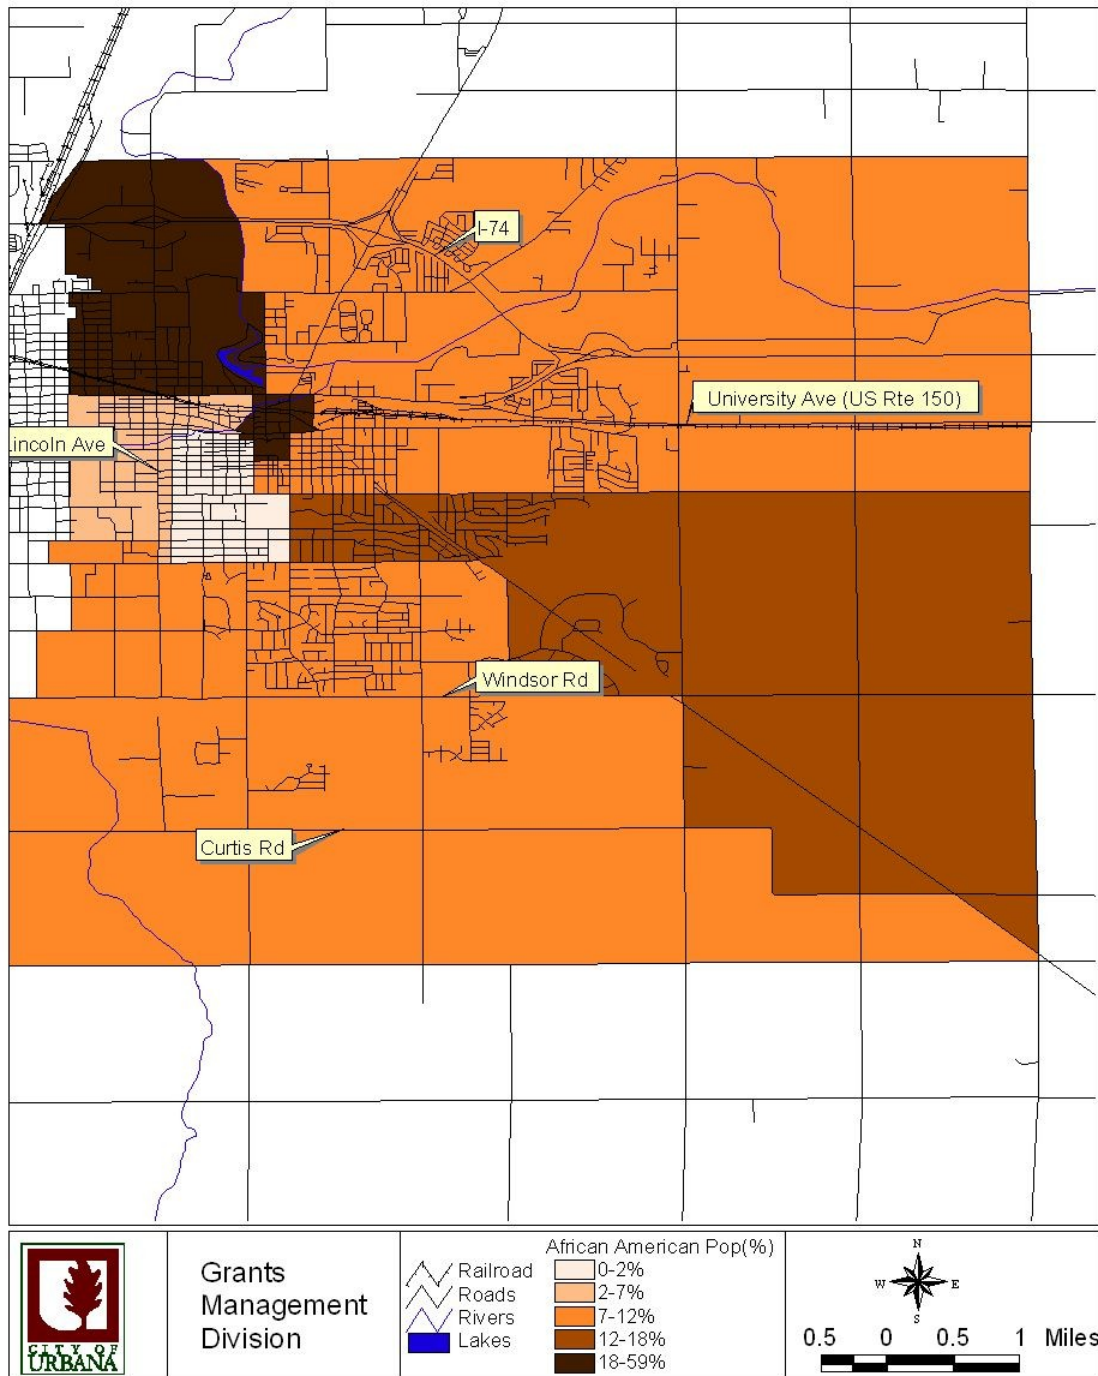 I-74
University Ave (US Rte 150)
Lincoln Ave
Windsor Rd
Curtis Rd
CITY OF
URBANA
Grants
Management
Division
Railroad
Roads
Rivers
Lakes
African American Pop(%)
0-2%
2-7%
7-12%
12-18%
18-59%
N
W E
S
0.5 0 0.5 1 Miles